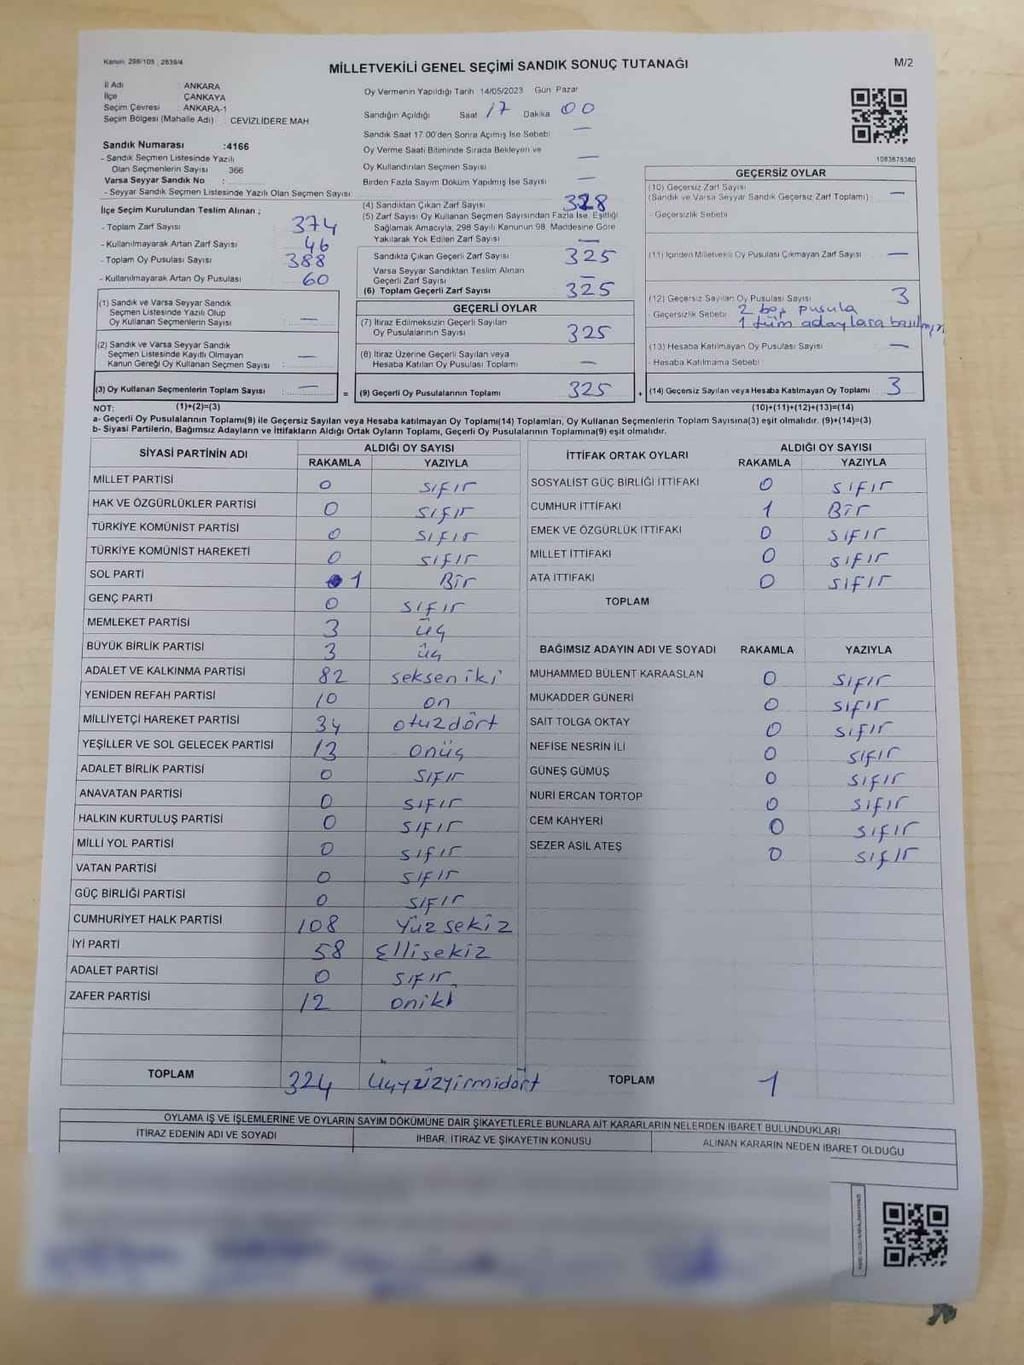 Kanun: 298/105 , 2839/4
MİLLETVEKİLİ GENEL SEÇİMİ SANDIK SONUÇ TUTANAĞI
M/2
İl Adı : ANKARA
İlçe : ÇANKAYA
Seçim Çevresi : ANKARA-1
Seçim Bölgesi (Mahalle Adı) : CEVİZLİDERE MAH
Sandık Numarası :4166
- Sandık Seçmen Listesinde Yazılı
Olan Seçmenlerin Sayısı : 366
Varsa Seyyar Sandık No :
- Seyyar Sandık Seçmen Listesinde Yazılı Olan Seçmen Sayısı :
İlçe Seçim Kurulundan Teslim Alınan ;
- Toplam Zarf Sayısı : 374
- Kullanılmayarak Artan Zarf Sayısı : 46
- Toplam Oy Pusulası Sayısı : 388
- Kullanılmayarak Artan Oy Pusulası : 60
Oy Vermenin Yapıldığı Tarih 14/05/2023 Gün Pazar
Sandığın Açıldığı Saat 17 Dakika 00
Sandık Saat 17.00'den Sonra Açımış İse Sebebi : —
Oy Verme Saati Bitiminde Sırada Bekleyen ve
Oy Kullandırılan Seçmen Sayısı : —
Birden Fazla Sayım Döküm Yapılmış İse Sayısı : —
(4) Sandıktan Çıkan Zarf Sayısı : 328
(5) Zarf Sayısı Oy Kullanan Seçmen Sayısından Fazla İse, Eşitliği
Sağlamak Amacıyla, 298 Sayılı Kanunun 98. Maddesine Göre
Yakılarak Yok Edilen Zarf Sayısı : —
Sandıkta Çıkan Geçerli Zarf Sayısı : 325
Varsa Seyyar Sandıktan Teslim Alınan
Geçerli Zarf Sayısı : —
(6) Toplam Geçerli Zarf Sayısı : 325
1083678380
GEÇERSİZ OYLAR
(10) Geçersiz Zarf Sayısı
(Sandık ve Varsa Seyyar Sandık Geçersiz Zarf Toplamı) : —
- Geçersizlik Sebebi :
(11) İçinden Milletvekili Oy Pusulası Çıkmayan Zarf Sayısı : —
(12) Geçersiz Sayılan Oy Pusulası Sayısı : 3
- Geçersizlik Sebebi : 2 boş pusula
1 tüm adaylara
(13) Hesaba Katılmayan Oy Pusulası Sayısı : —
- Hesaba Katılmama Sebebi :
(14) Geçersiz Sayılan veya Hesaba Katılmayan Oy Toplamı : 3
(10)+(11)+(12)+(13)=(14)
(1) Sandık ve Varsa Seyyar Sandık
Seçmen Listesinde Yazılı Olup
Oy Kullanan Seçmenlerin Sayısı : —
(2) Sandık ve Varsa Seyyar Sandık
Seçmen Listesinde Kayıtlı Olmayan
Kanun Gereği Oy Kullanan Seçmen Sayısı : —
(3) Oy Kullanan Seçmenlerin Toplam Sayısı : —
(1)+(2)=(3)
GEÇERLİ OYLAR
(7) İtiraz Edilmeksizin Geçerli Sayılan
Oy Pusulalarının Sayısı : 325
(8) İtiraz Üzerine Geçerli Sayılan veya
Hesaba Katılan Oy Pusulası Toplamı : —
= (9) Geçerli Oy Pusulalarının Toplamı : 325 +
NOT:
a- Geçerli Oy Pusulalarının Toplamı(9) ile Geçersiz Sayılan veya Hesaba katılmayan Oy Toplamı(14) Toplamları, Oy Kullanan Seçmenlerin Toplam Sayısına(3) eşit olmalıdır. (9)+(14)=(3)
b- Siyasi Partilerin, Bağımsız Adayların ve İttifakların Aldığı Ortak Oyların Toplamı, Geçerli Oy Pusulalarının Toplamına(9) eşit olmalıdır.
SİYASİ PARTİNİN ADI
ALDIĞI OY SAYISI
RAKAMLA YAZIYLA
MİLLET PARTİSİ 0 sıfır
HAK VE ÖZGÜRLÜKLER PARTİSİ 0 sıfır
TÜRKİYE KOMÜNİST PARTİSİ 0 sıfır
TÜRKİYE KOMÜNİST HAREKETİ 0 sıfır
SOL PARTİ 1 Bir
GENÇ PARTİ 0 sıfır
MEMLEKET PARTİSİ 3 üç
BÜYÜK BİRLİK PARTİSİ 3 üç
ADALET VE KALKINMA PARTİSİ 82 seksen iki
YENİDEN REFAH PARTİSİ 10 on
MİLLİYETÇİ HAREKET PARTİSİ 34 otuzdört
YEŞİLLER VE SOL GELECEK PARTİSİ 13 onüç
ADALET BİRLİK PARTİSİ 0 sıfır
ANAVATAN PARTİSİ 0 sıfır
HALKIN KURTULUŞ PARTİSİ 0 sıfır
MİLLİ YOL PARTİSİ 0 sıfır
VATAN PARTİSİ 0 sıfır
GÜÇ BİRLİĞİ PARTİSİ 0 sıfır
CUMHURİYET HALK PARTİSİ 108 Yüz sekiz
İYİ PARTİ 58 Ellisekiz
ADALET PARTİSİ 0 sıfır
ZAFER PARTİSİ 12 oniki
TOPLAM 324 üçyüzyirmidört
İTTİFAK ORTAK OYLARI
ALDIĞI OY SAYISI
RAKAMLA YAZIYLA
SOSYALİST GÜÇ BİRLİĞİ İTTİFAKI 0 sıfır
CUMHUR İTTİFAKI 1 Bir
EMEK VE ÖZGÜRLÜK İTTİFAKI 0 sıfır
MİLLET İTTİFAKI 0 sıfır
ATA İTTİFAKI 0 sıfır
TOPLAM
BAĞIMSIZ ADAYIN ADI VE SOYADI RAKAMLA YAZIYLA
MUHAMMED BÜLENT KARAASLAN 0 sıfır
MUKADDER GÜNERİ 0 sıfır
SAİT TOLGA OKTAY 0 sıfır
NEFİSE NESRİN İLİ 0 sıfır
GÜNEŞ GÜMÜŞ 0 sıfır
NURİ ERCAN TORTOP 0 sıfır
CEM KAHYERİ 0 sıfır
SEZER ASIL ATEŞ 0 sıfır
TOPLAM 1
OYLAMA İŞ VE İŞLEMLERİNE VE OYLARIN SAYIM DÖKÜMÜNE DAİR ŞİKAYETLERLE BUNLARA AİT KARARLARIN NELERDEN İBARET BULUNDUKLARI
İTİRAZ EDENİN ADI VE SOYADI
İHBAR, İTİRAZ VE ŞİKAYETİN KONUSU
ALINAN KARARIN NEDEN İBARET OLDUĞU